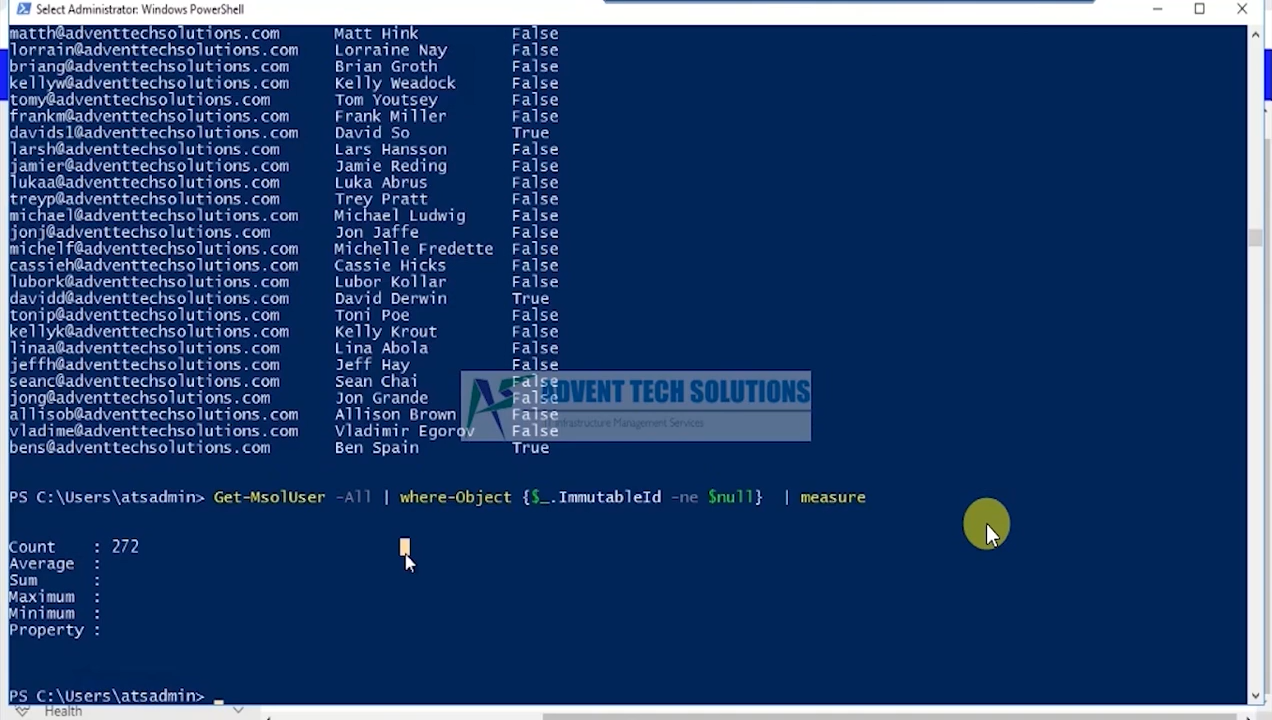 Select Administrator: Windows PowerShell
matth@adventtechsolutions.com Matt Hink False
lorrain@adventtechsolutions.com Lorraine Nay False
briang@adventtechsolutions.com Brian Groth False
kellyw@adventtechsolutions.com Kelly Weadock False
tomy@adventtechsolutions.com Tom Youtsey False
frankm@adventtechsolutions.com Frank Miller False
davids1@adventtechsolutions.com David So True
larsh@adventtechsolutions.com Lars Hansson False
jamier@adventtechsolutions.com Jamie Reding False
lukaa@adventtechsolutions.com Luka Abrus False
treyp@adventtechsolutions.com Trey Pratt False
michael@adventtechsolutions.com Michael Ludwig False
jonj@adventtechsolutions.com Jon Jaffe False
michelf@adventtechsolutions.com Michelle Fredette False
cassieh@adventtechsolutions.com Cassie Hicks False
lubork@adventtechsolutions.com Lubor Kollar False
davidd@adventtechsolutions.com David Derwin True
tonip@adventtechsolutions.com Toni Poe False
kellyk@adventtechsolutions.com Kelly Krout False
linaa@adventtechsolutions.com Lina Abola False
jeffh@adventtechsolutions.com Jeff Hay False
seanc@adventtechsolutions.com Sean Chai False
jong@adventtechsolutions.com Jon Grande False
allisob@adventtechsolutions.com Allison Brown False
vladime@adventtechsolutions.com Vladimir Egorov False
bens@adventtechsolutions.com Ben Spain True
ADVENT TECH SOLUTIONS
Infrastructure Management Services
PS C:\Users\atsadmin> Get-MsolUser -All | where-Object {$_.ImmutableId -ne $null}  | measure
Count : 272
Average :
Sum :
Maximum :
Minimum :
Property :
PS C:\Users\atsadmin> _
Health